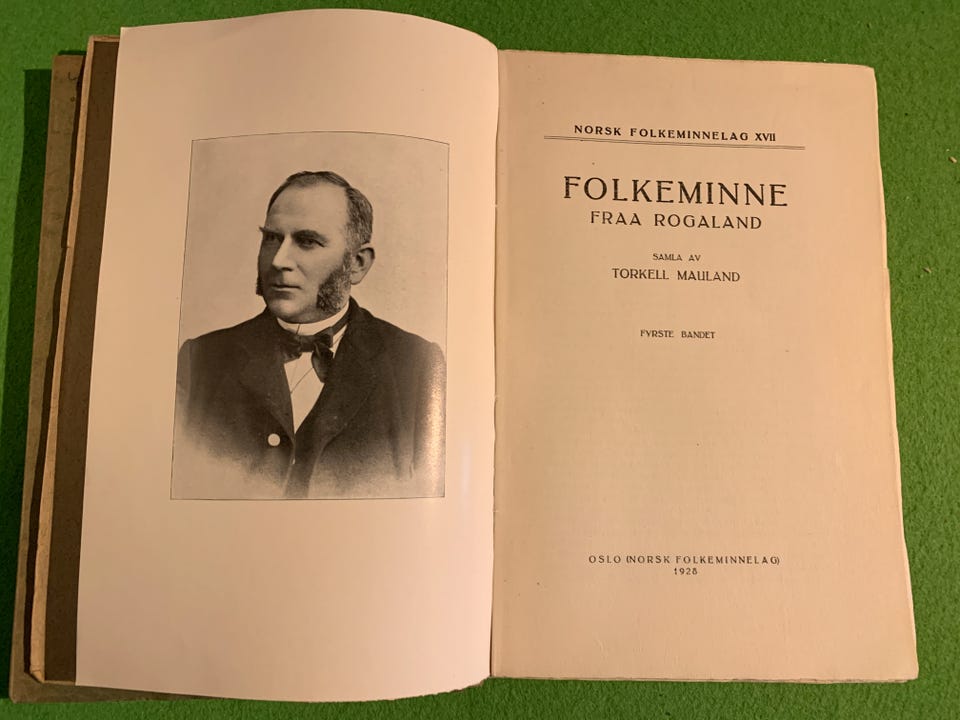 NORSK FOLKEMINNELAG XVII
FOLKEMINNE
FRAA ROGALAND
SAMLA AV
TORKELL MAULAND
FYRSTE BANDET
OSLO (NORSK FOLKEMINNELAG)
1928